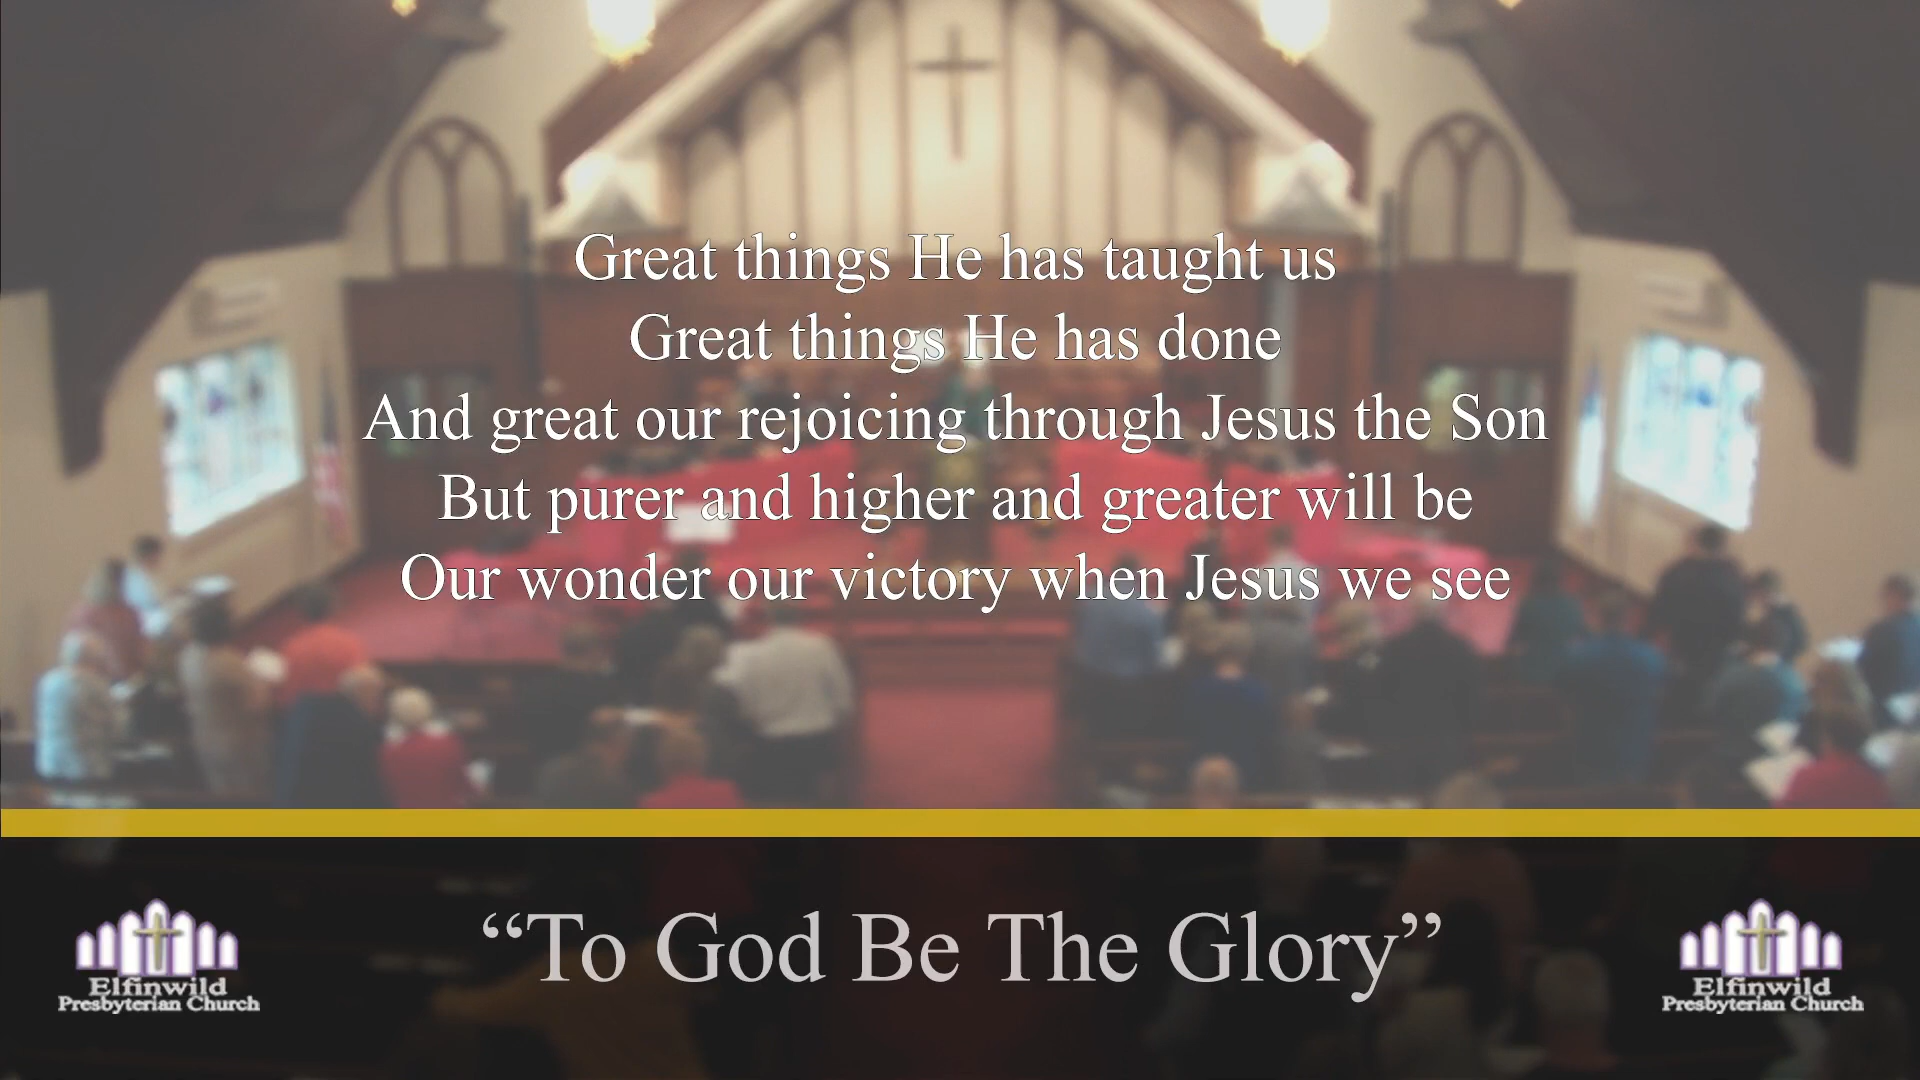 Great things He has taught us
Great things He has done
And great our rejoicing through Jesus the Son
But purer and higher and greater will be
Our wonder our victory when Jesus we see
“To God Be The Glory”
Elfinwild
Presbyterian Church
Elfinwild
Presbyterian Church